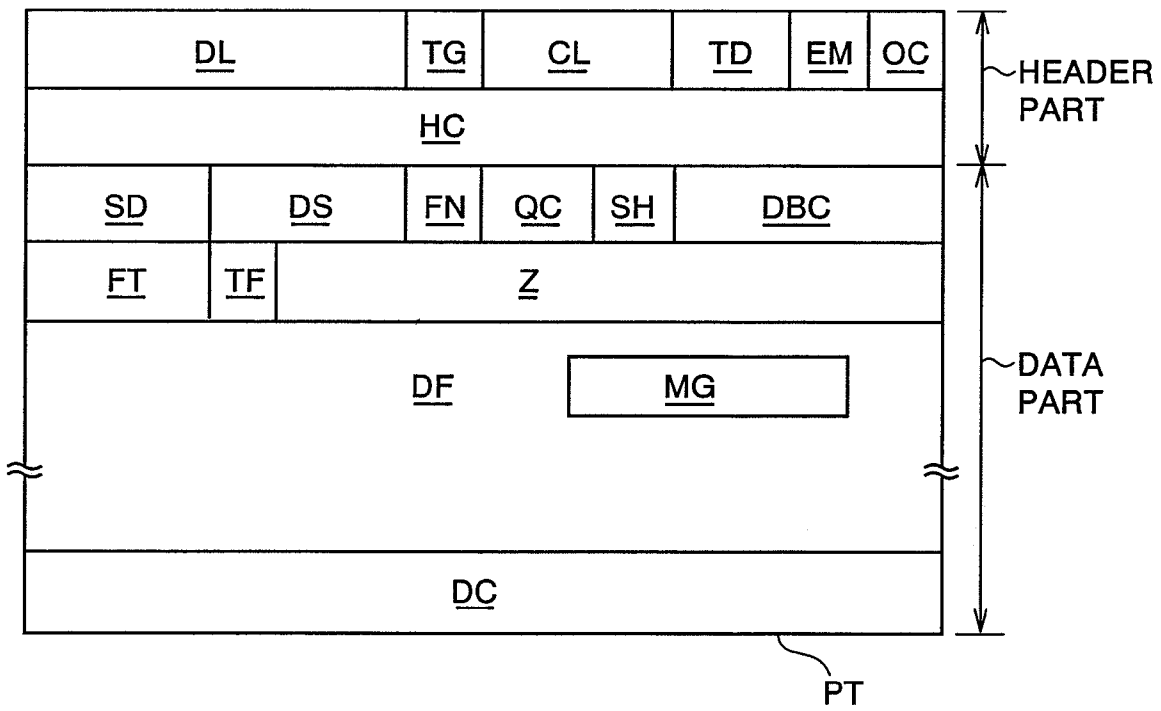 DL TG CL TD EM OC
HEADER
PART
HC
SD DS FN QC SH DBC
FT TF Z
DF MG
DATA
PART
DC
PT